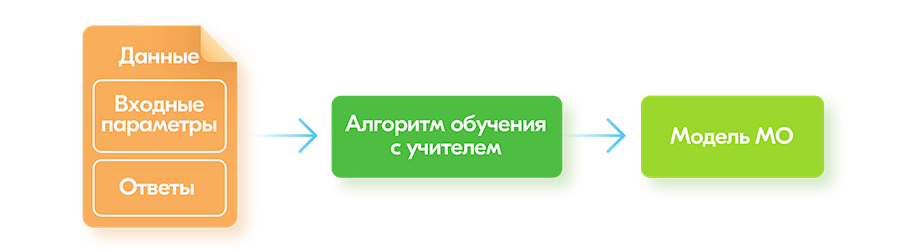 Данные
Входные
параметры
Ответы
Алгоритм обучения
с учителем
Модель МО